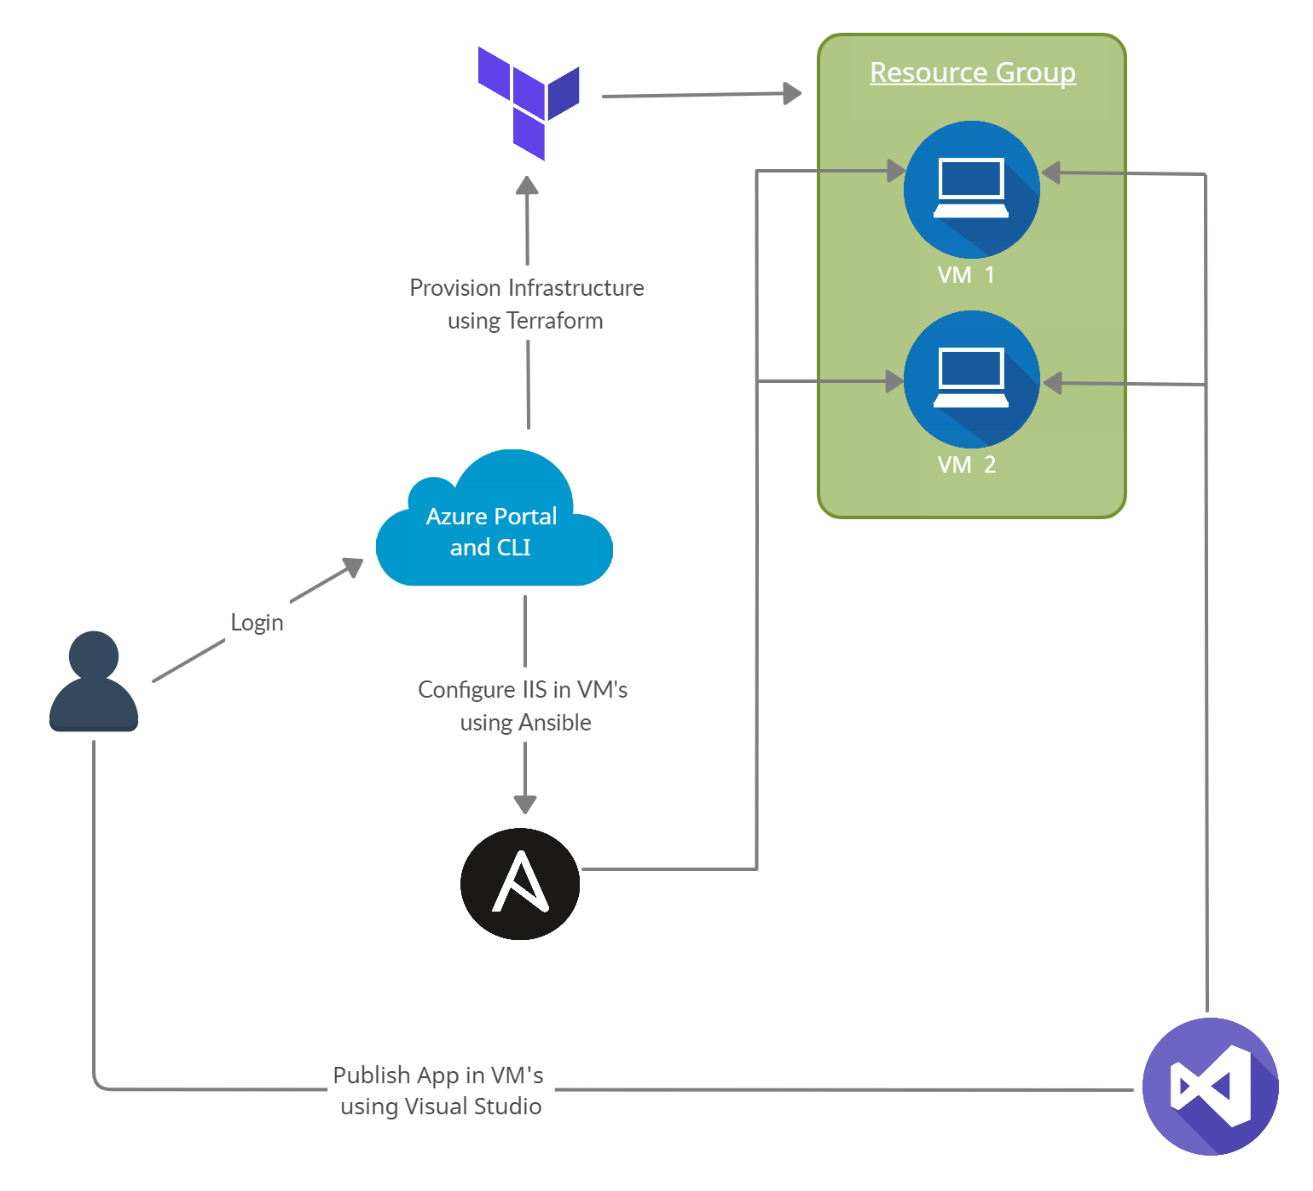 Resource Group
VM 1
Provision Infrastructure
using Terraform
VM 2
Azure Portal
and CLI
Login
Configure IIS in VM's
using Ansible
Publish App in VM's
using Visual Studio